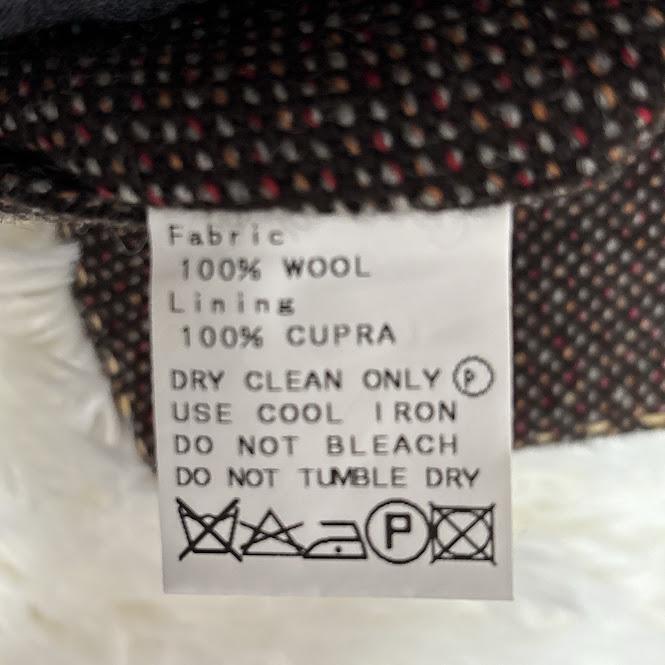 Fabric
100% WOOL
Lining
100% CUPRA
DRY CLEAN ONLY Ⓟ
USE COOL IRON
DO NOT BLEACH
DO NOT TUMBLE DRY
P